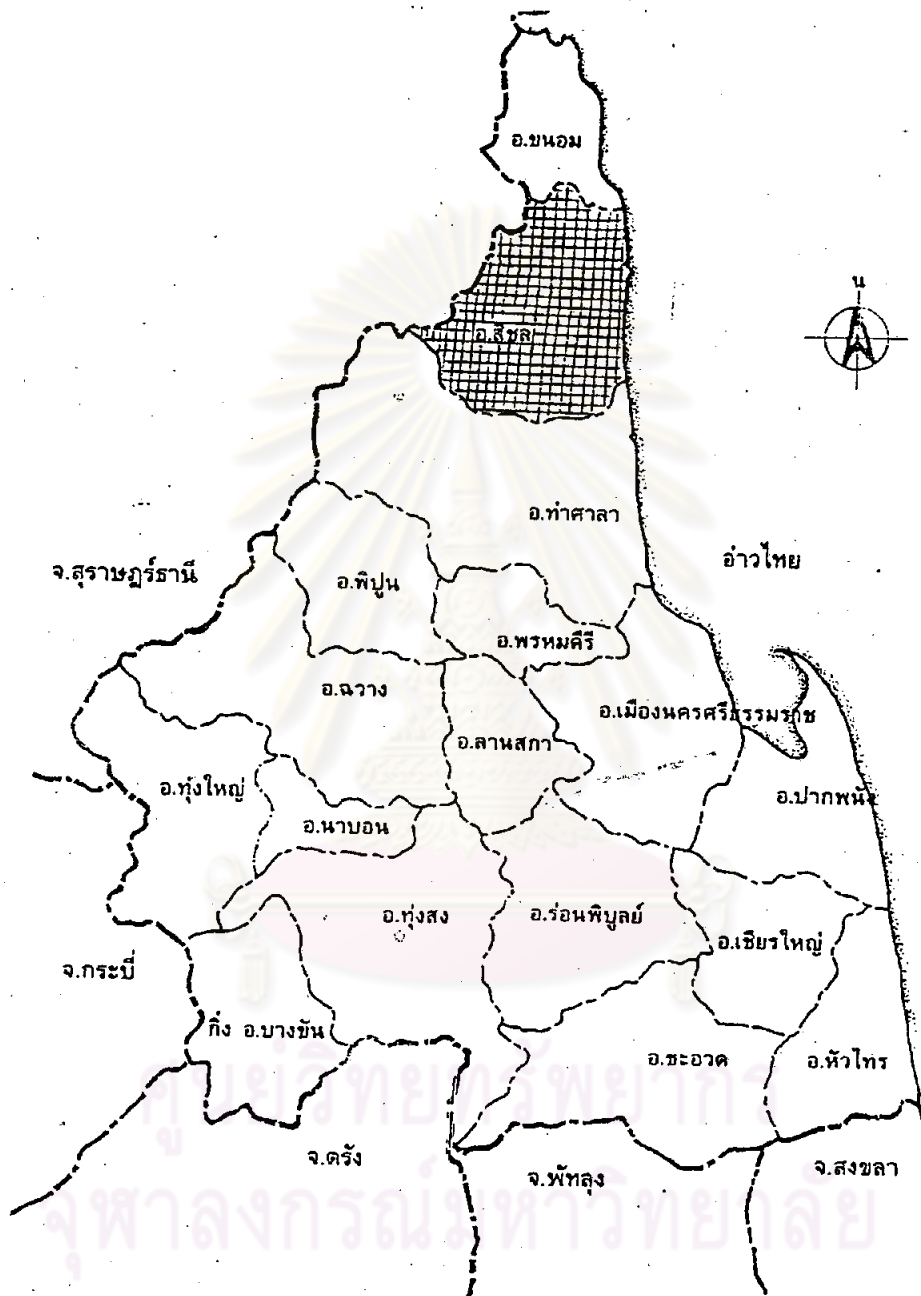 อ.ขนอม
น
อ.สิชล
อ.ท่าศาลา
อ่าวไทย
จ.สุราษฎร์ธานี
อ.พิปูน
อ.พรหมคีรี
อ.ฉวาง
อ.เมืองนครศรีธรรมราช
อ.ลานสกา
อ.ทุ่งใหญ่
อ.ปากพนัง
อ.นาบอน
อ.ทุ่งสง
อ.ร่อนพิบูลย์
อ.เชียรใหญ่
จ.กระบี่
กิ่ง อ.บางขัน
อ.ชะอวด
อ.หัวไทร
ศูนย์วิทยทรัพยากร
จ.ตรัง
จ.พัทลุง
จ.สงขลา
จุฬาลงกรณ์มหาวิทยาลัย